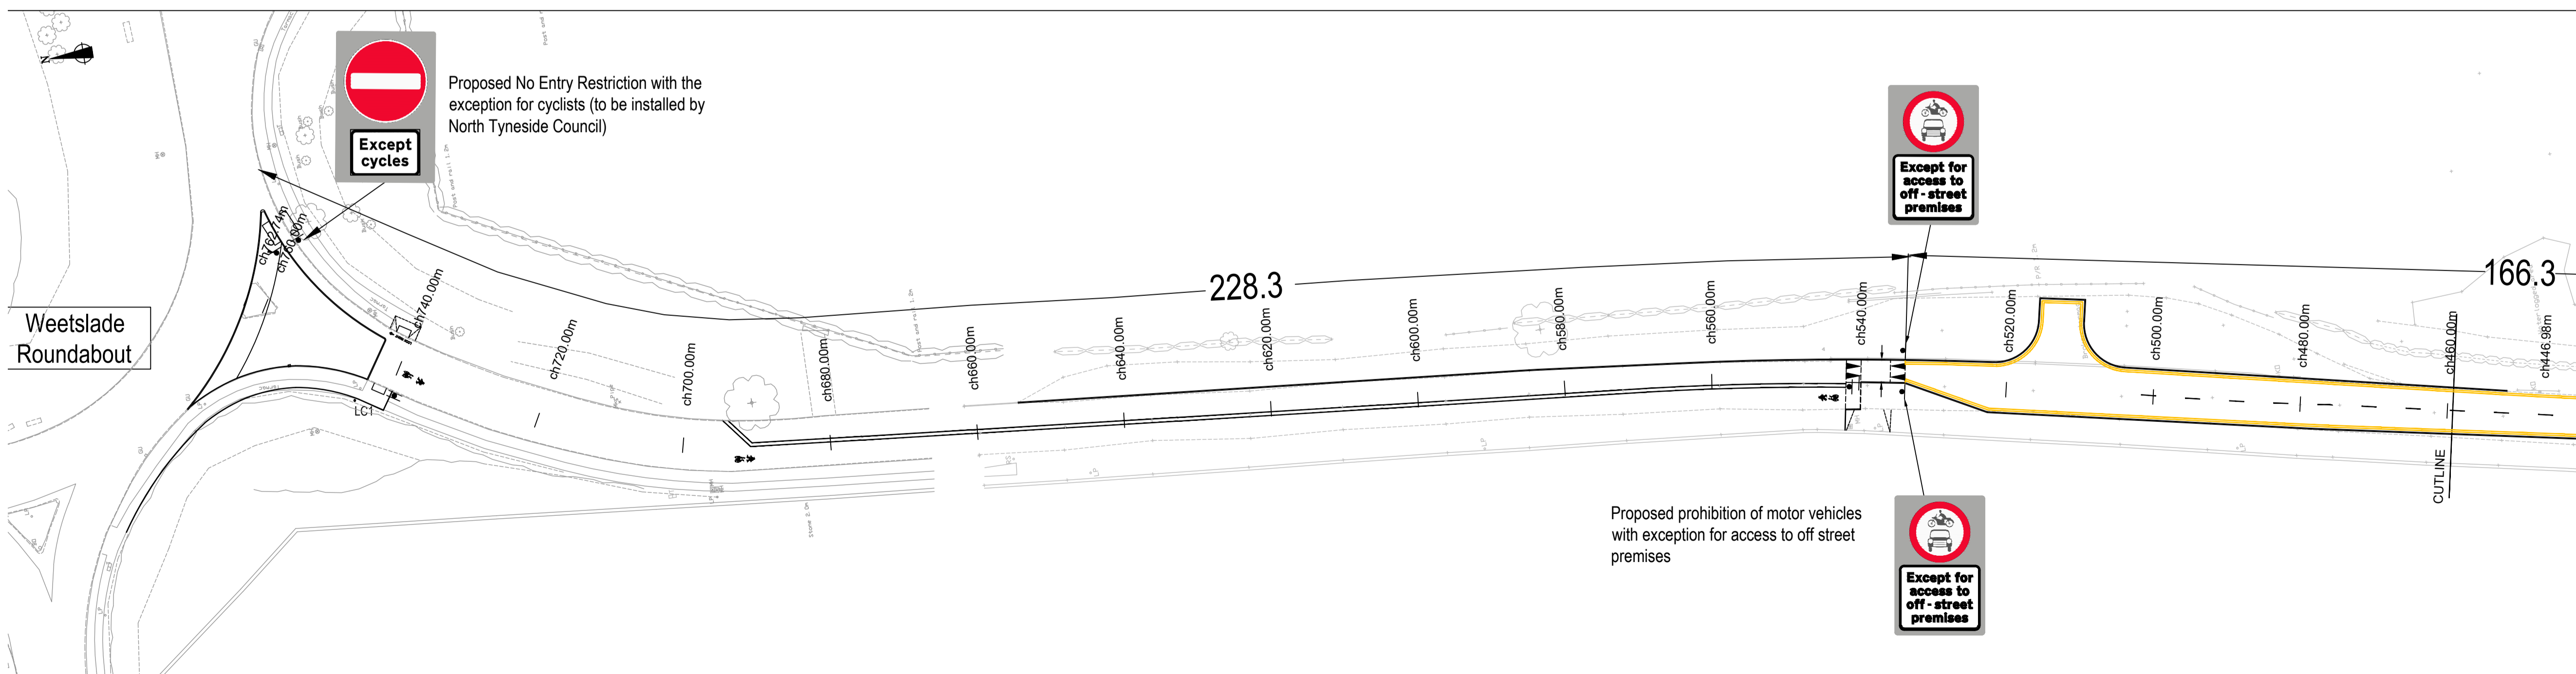 N
Except
cycles
Proposed No Entry Restriction with the
exception for cyclists (to be installed by
North Tyneside Council)
Except for
access to
off - street
premises
ch762.74m
ch760.00m
ch740.00m
228.3
166.3
Weetslade
Roundabout
ch720.00m
ch700.00m
ch680.00m
ch660.00m
ch640.00m
ch620.00m
ch600.00m
ch580.00m
ch560.00m
ch540.00m
ch520.00m
ch500.00m
ch480.00m
ch460.00m
ch446.98m
LC1
CUTLINE
Proposed prohibition of motor vehicles
with exception for access to off street
premises
Except for
access to
off - street
premises